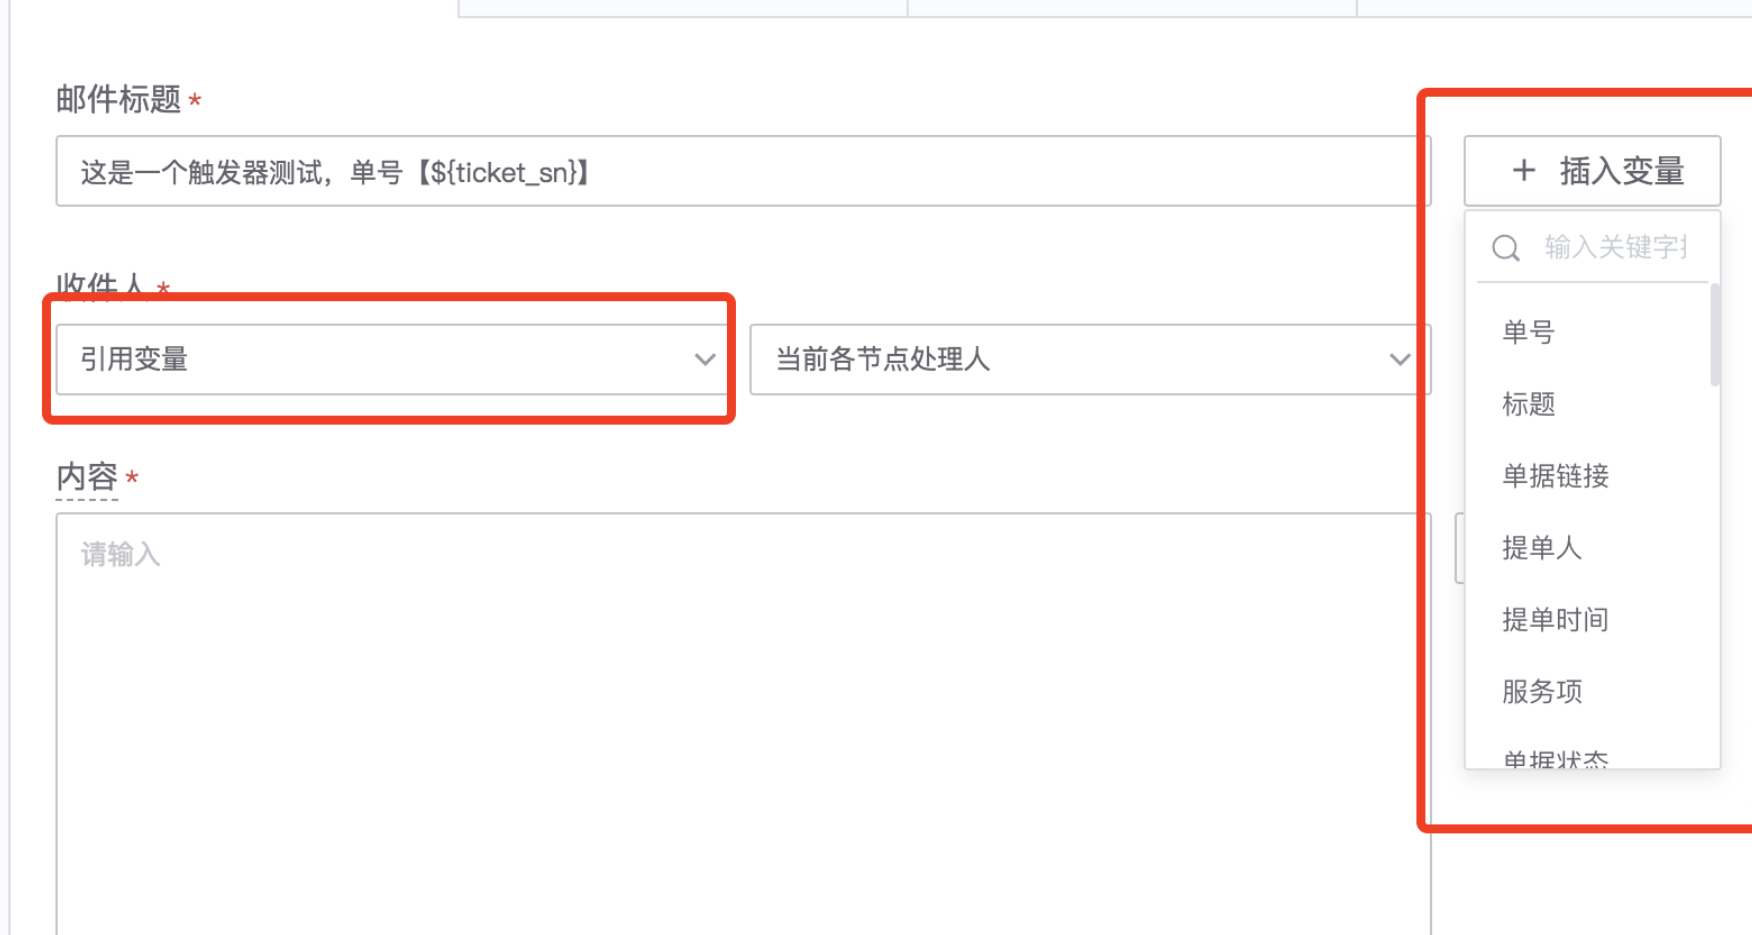 邮件标题 *
这是一个触发器测试，单号【${ticket_sn}】
+ 插入变量
输入关键字
收件人 *
引用变量
当前各节点处理人
单号
标题
单据链接
内容 *
请输入
提单人
提单时间
服务项
单据状态